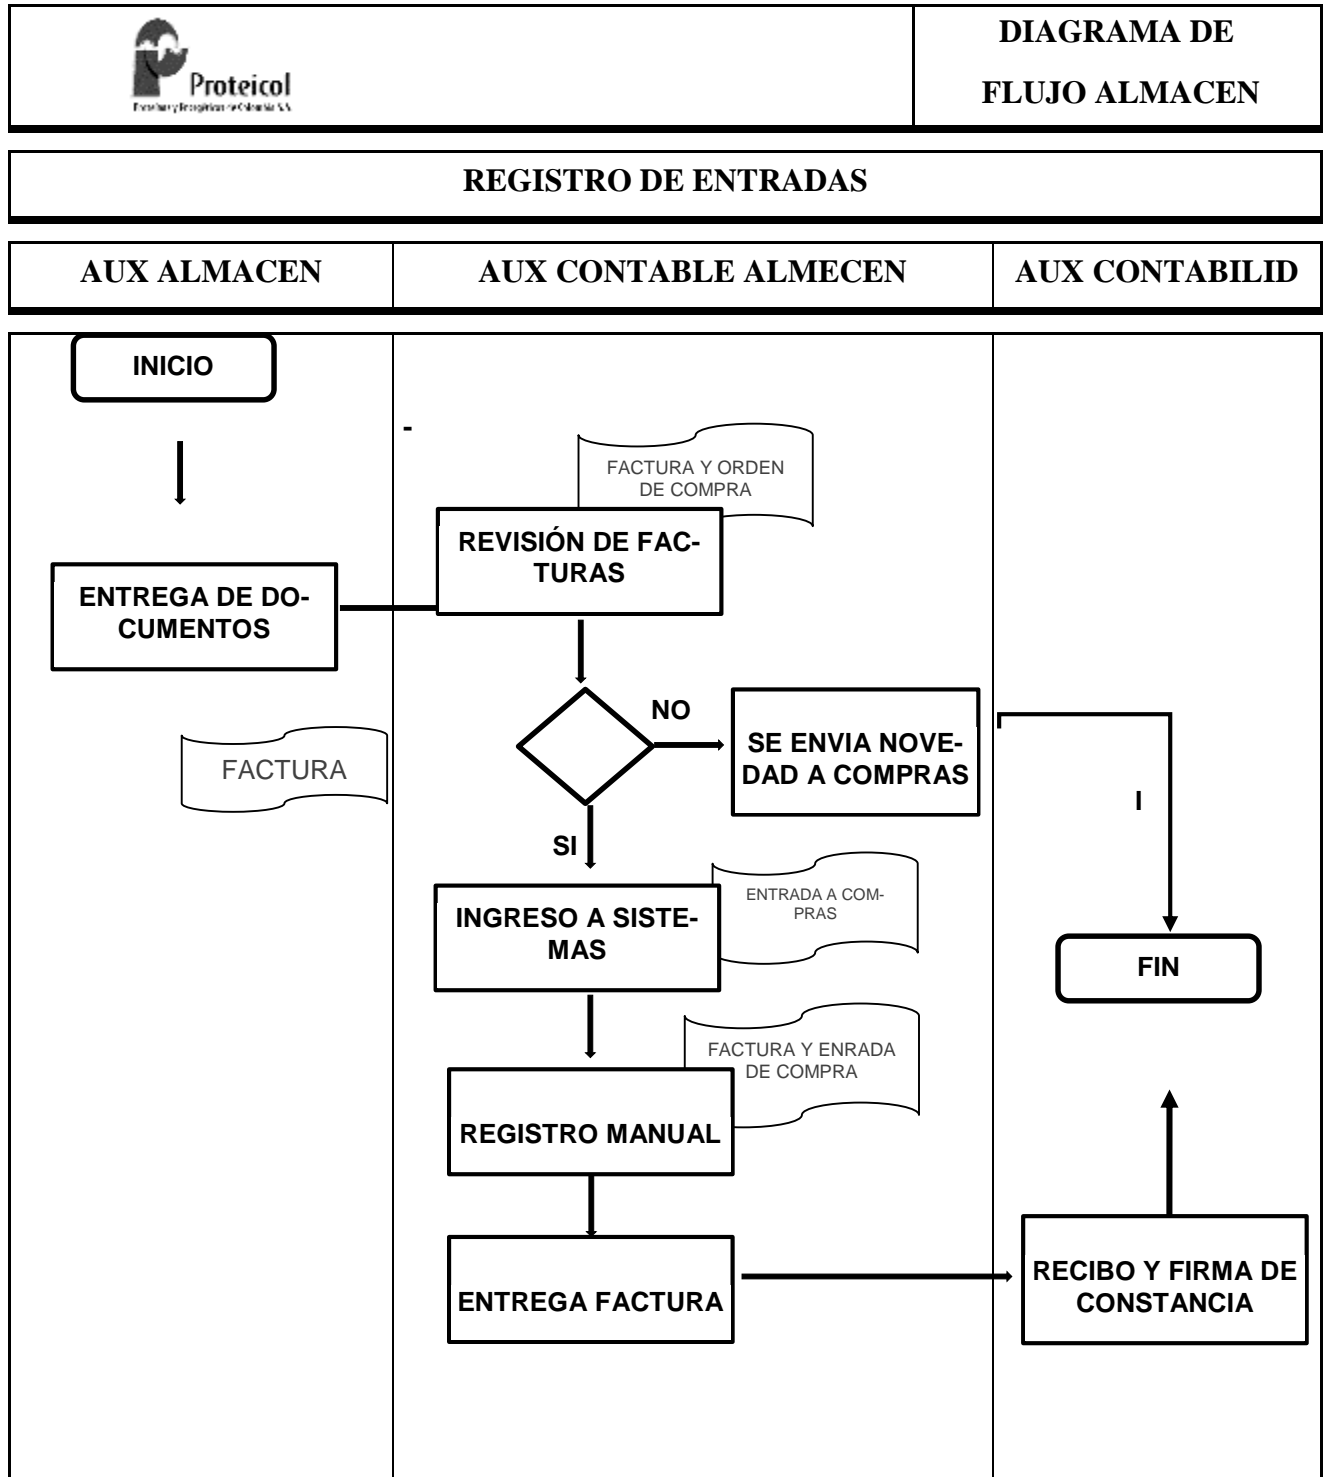 Proteicol
DIAGRAMA DE
FLUJO ALMACEN
REGISTRO DE ENTRADAS
AUX ALMACEN
AUX CONTABLE ALMECEN
AUX CONTABILID
INICIO
-
FACTURA Y ORDEN
DE COMPRA
REVISIÓN DE FAC-
TURAS
ENTREGA DE DO-
CUMENTOS
NO
SE ENVIA NOVE-
DAD A COMPRAS
FACTURA
I
SI
ENTRADA A COM-
PRAS
INGRESO A SISTE-
MAS
FIN
FACTURA Y ENRADA
DE COMPRA
REGISTRO MANUAL
ENTREGA FACTURA
RECIBO Y FIRMA DE
CONSTANCIA